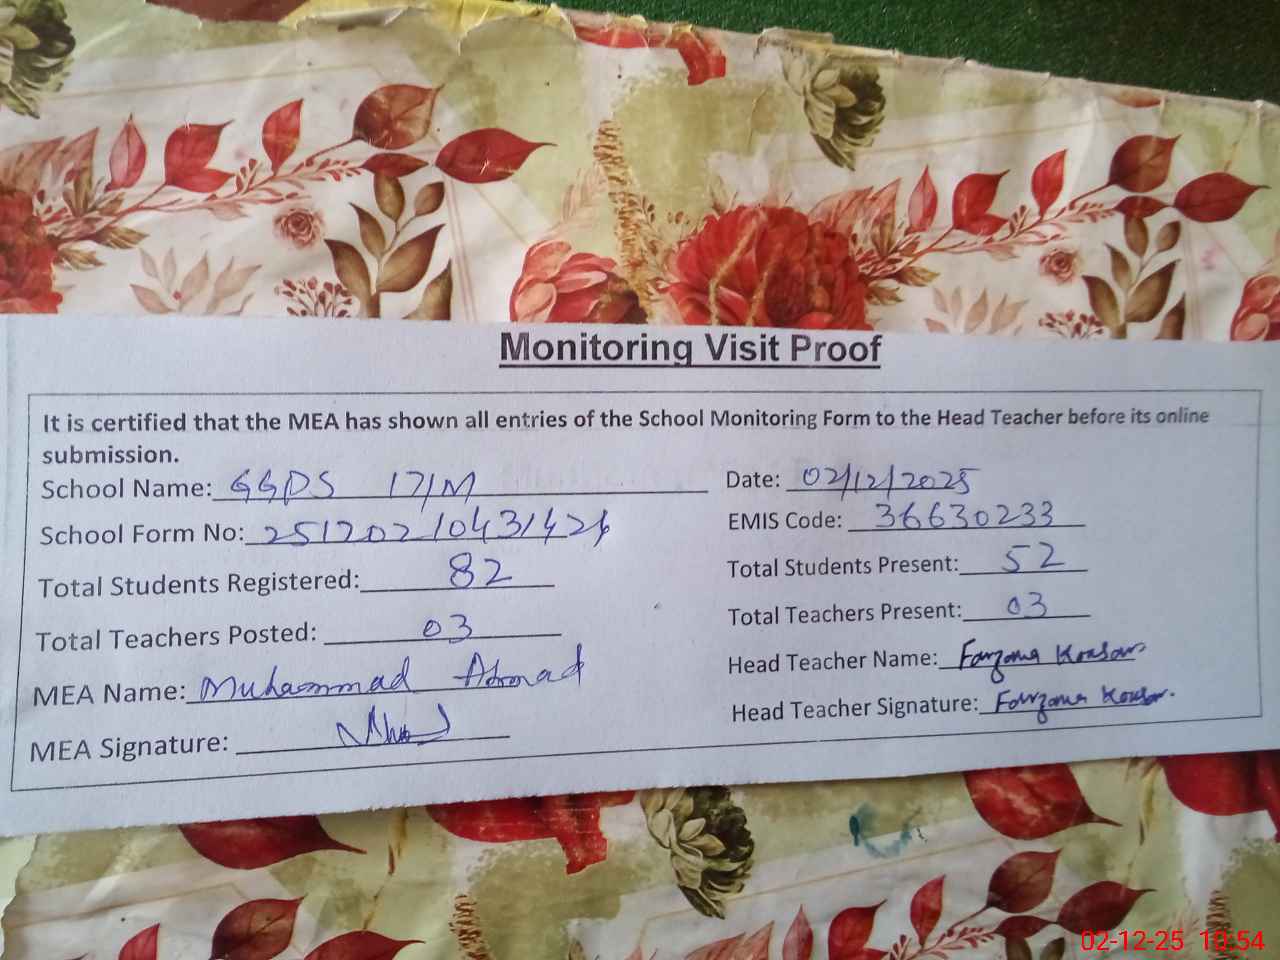 Monitoring Visit Proof
It is certified that the MEA has shown all entries of the School Monitoring Form to the Head Teacher before its online
submission.
School Name: GGPS 171M Date: 02/12/2025
School Form No: EMIS Code: 36630233
Total Students Registered: 82 Total Students Present: 52
Total Teachers Posted: 03 Total Teachers Present: 03
MEA Name: Muhammad Ahmad Head Teacher Name: Farzana Kousar
MEA Signature: Head Teacher Signature: Farzana Kousar.
02-12-25 10:54